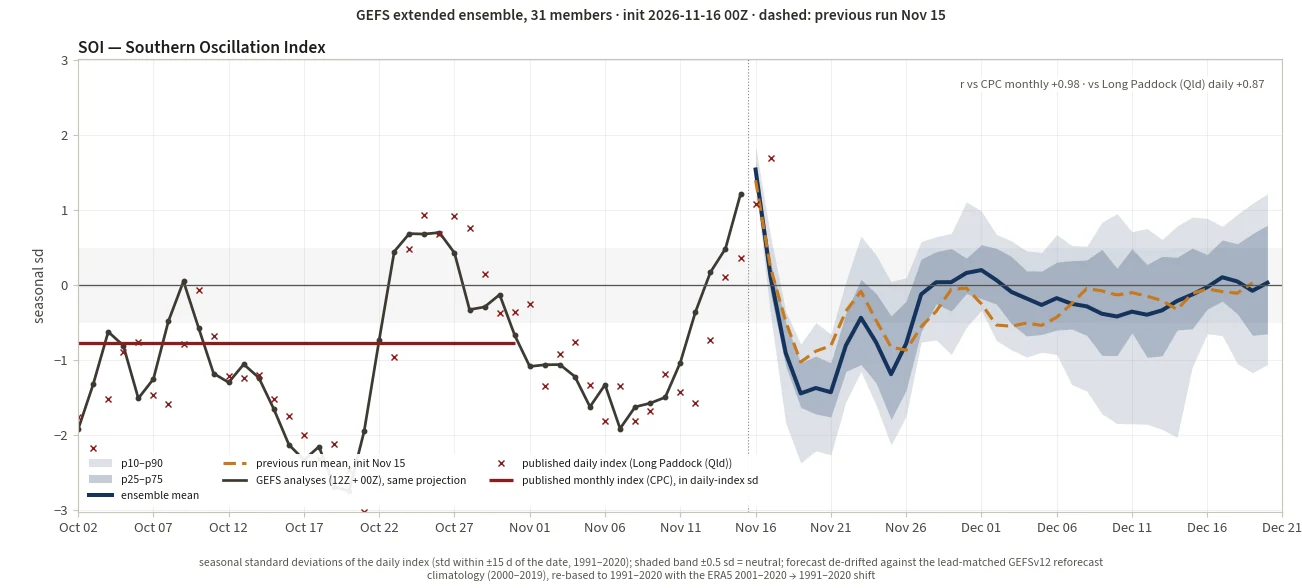 GEFS extended ensemble, 31 members · init 2026-11-16 00Z · dashed: previous run Nov 15
SOI — Southern Oscillation Index
r vs CPC monthly +0.98 · vs Long Paddock (Qld) daily +0.87
seasonal sd
3
2
1
0
−1
−2
−3
p10–p90
p25–p75
ensemble mean
previous run mean, init Nov 15
GEFS analyses (12Z + 00Z), same projection
published daily index (Long Paddock (Qld))
published monthly index (CPC), in daily-index sd
Oct 02 Oct 07 Oct 12 Oct 17 Oct 22 Oct 27 Nov 01 Nov 06 Nov 11 Nov 16 Nov 21 Nov 26 Dec 01 Dec 06 Dec 11 Dec 16 Dec 21
seasonal standard deviations of the daily index (std within ±15 d of the date, 1991–2020); shaded band ±0.5 sd = neutral; forecast de-drifted against the lead-matched GEFSv12 reforecast
climatology (2000–2019), re-based to 1991–2020 with the ERA5 2001–2020 → 1991–2020 shift